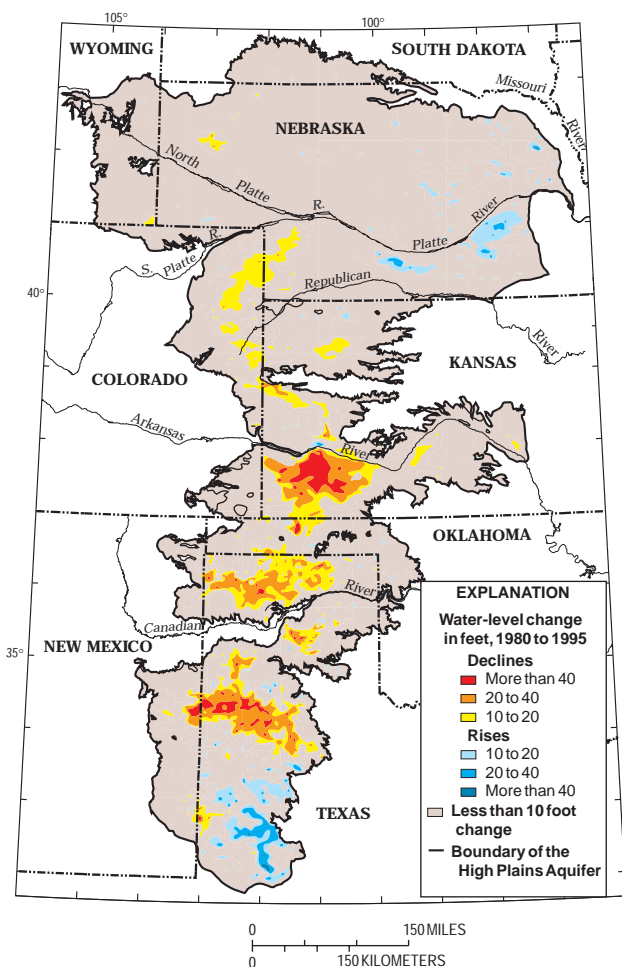 105°
100°
WYOMING
SOUTH DAKOTA
Missouri
River
NEBRASKA
North
Platte
R.
Platte
River
S. Platte R.
Republican
River
40°
KANSAS
COLORADO
Arkansas
River
OKLAHOMA
Canadian
River
NEW MEXICO
35°
TEXAS
EXPLANATION
Water-level change
in feet, 1980 to 1995
Declines
More than 40
20 to 40
10 to 20
Rises
10 to 20
20 to 40
More than 40
Less than 10 foot
change
Boundary of the
High Plains Aquifer
0 150 MILES
0 150 KILOMETERS